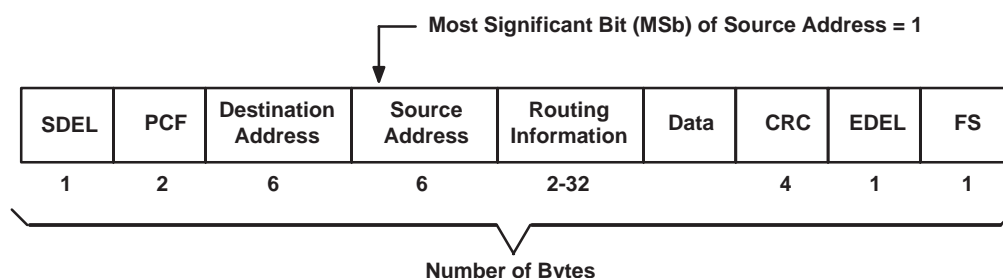 Most Significant Bit (MSb) of Source Address = 1
SDEL
PCF
Destination
Address
Source
Address
Routing
Information
Data
CRC
EDEL
FS
1
2
6
6
2-32
4
1
1
Number of Bytes